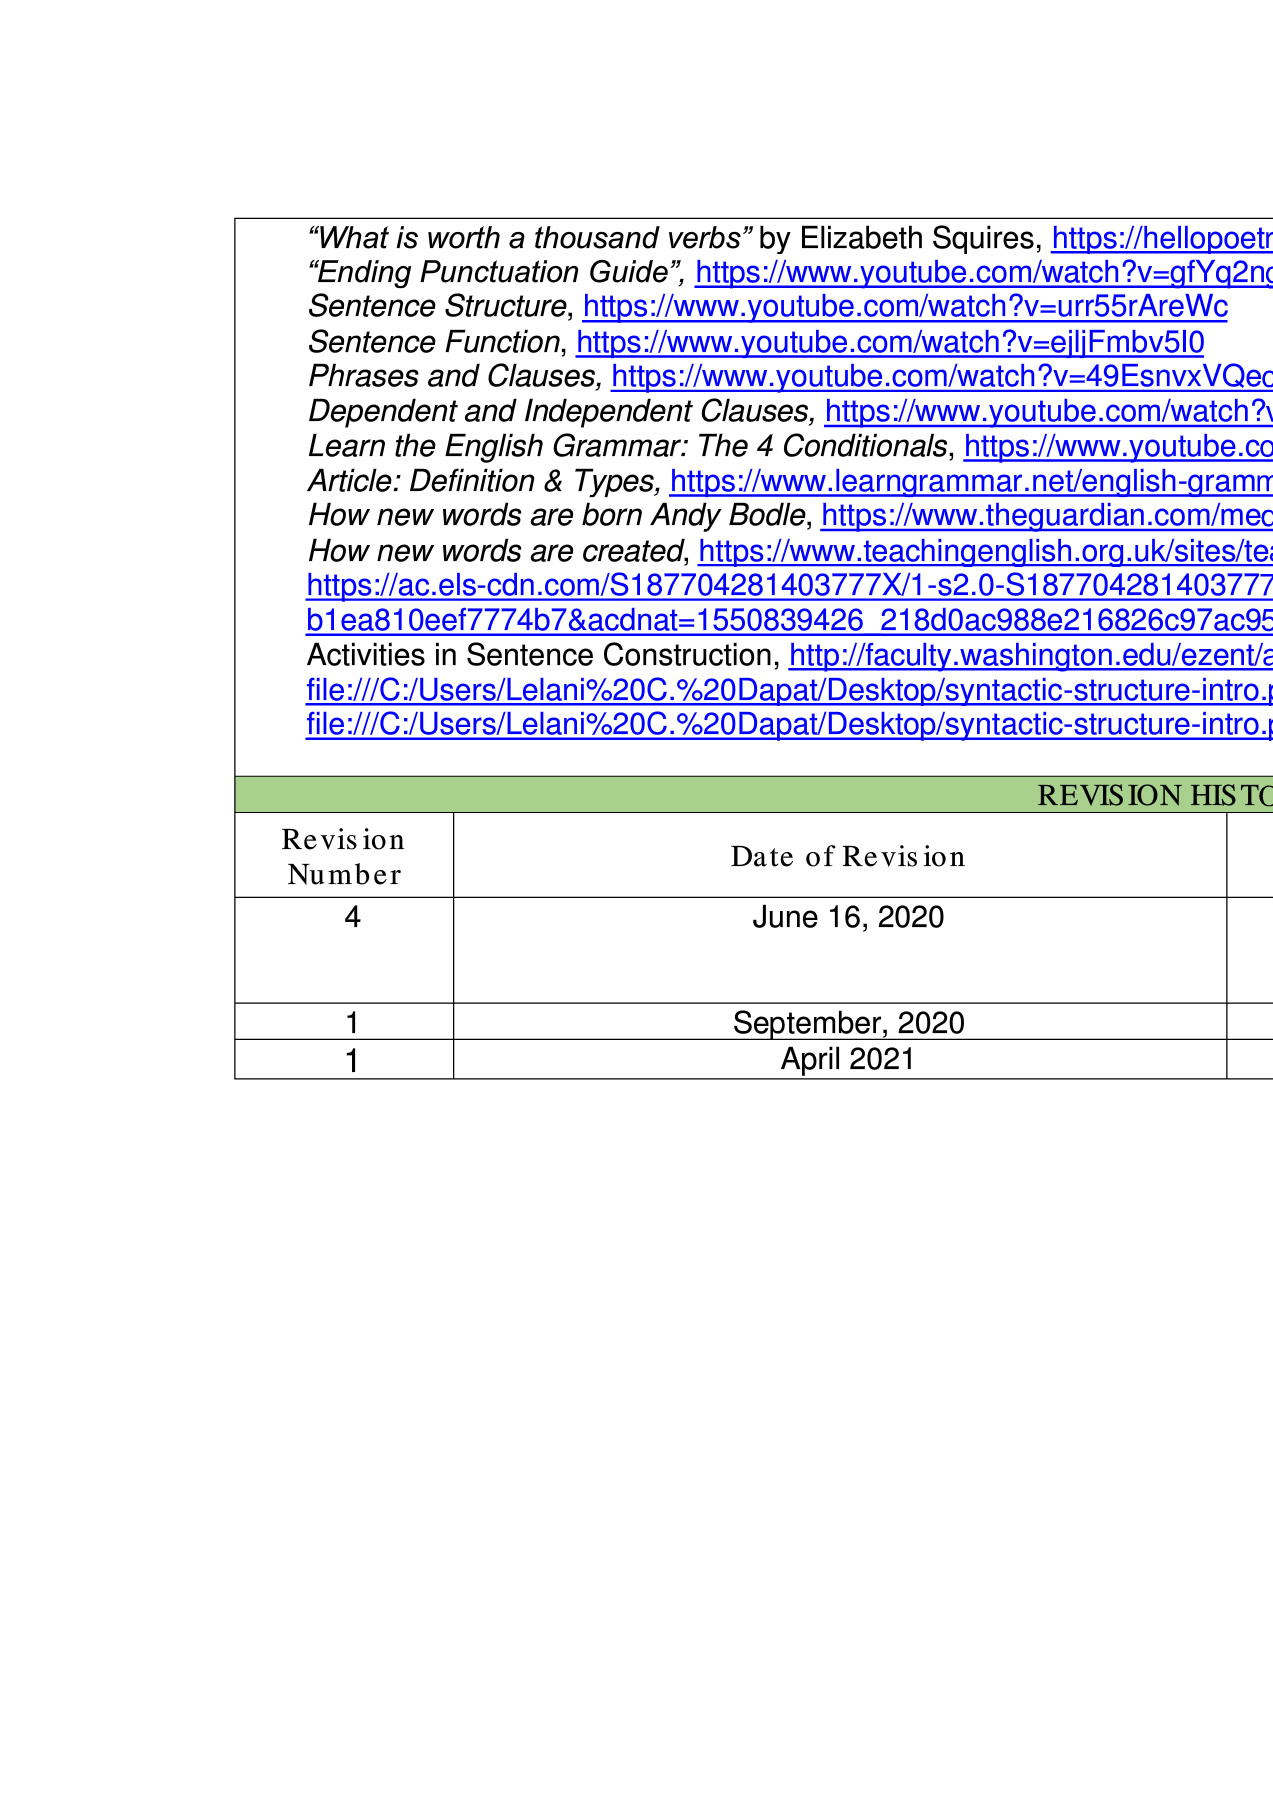 “What is worth a thousand verbs” by Elizabeth Squires, https://hellopoetr
“Ending Punctuation Guide”, https://www.youtube.com/watch?v=gfYq2ng
Sentence Structure, https://www.youtube.com/watch?v=urr55rAreWc
Sentence Function, https://www.youtube.com/watch?v=ejljFmbv5I0
Phrases and Clauses, https://www.youtube.com/watch?v=49EsnvxVQec
Dependent and Independent Clauses, https://www.youtube.com/watch?v
Learn the English Grammar: The 4 Conditionals, https://www.youtube.co
Article: Definition & Types, https://www.learngrammar.net/english-gramm
How new words are born Andy Bodle, https://www.theguardian.com/med
How new words are created, https://www.teachingenglish.org.uk/sites/tea
https://ac.els-cdn.com/S187704281403777X/1-s2.0-S187704281403777
b1ea810eef7774b7&acdnat=1550839426_218d0ac988e216826c97ac95
Activities in Sentence Construction, http://faculty.washington.edu/ezent/a
file:///C:/Users/Lelani%20C.%20Dapat/Desktop/syntactic-structure-intro.p
file:///C:/Users/Lelani%20C.%20Dapat/Desktop/syntactic-structure-intro.p
REVISION HISTO
Revision
Number
Date of Revision
4 June 16, 2020
1 September, 2020
1 April 2021